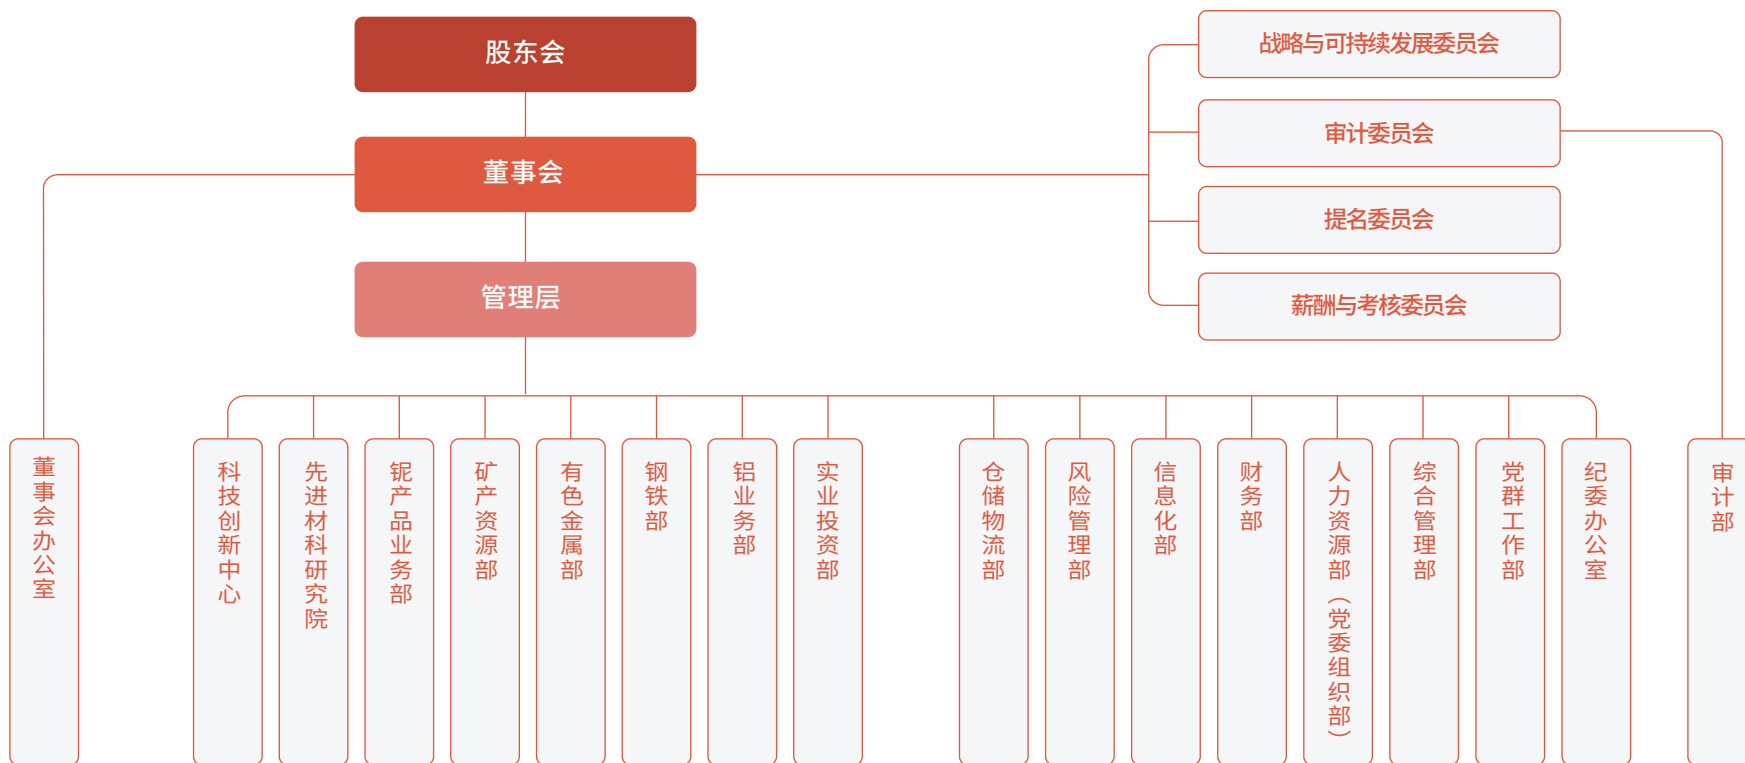 股东会
董事会
管理层
战略与可持续发展委员会
审计委员会
提名委员会
薪酬与考核委员会
董事会办公室
科技创新中心
先进材科研究院
铌产品业务部
矿产资源部
有色金属部
钢铁部
铝业务部
实业投资部
仓储物流部
风险管理部
信息化部
财务部
人力资源部（党委组织部）
综合管理部
党群工作部
纪委办公室
审计部